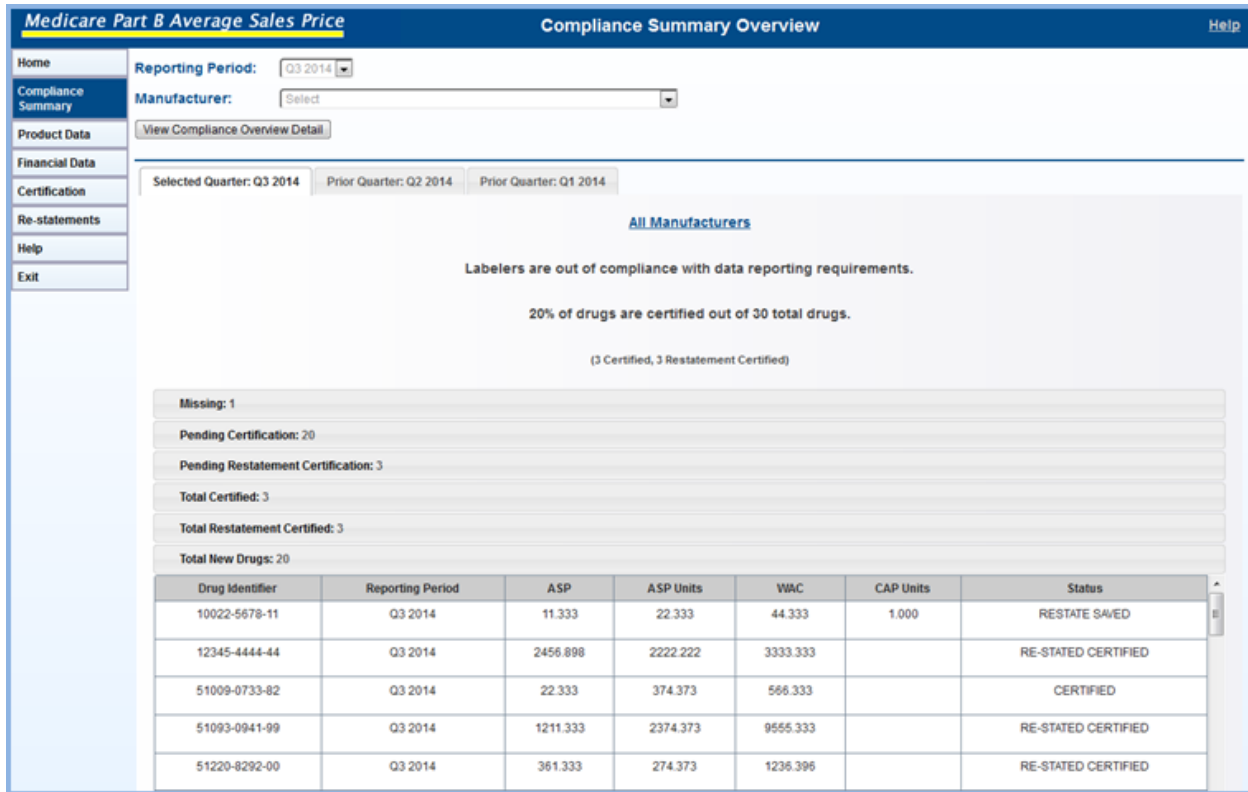 Medicare Part B Average Sales Price
Compliance Summary Overview
Help
Home
Compliance
Summary
Product Data
Financial Data
Certification
Re-statements
Help
Exit
Reporting Period: Q3 2014
Manufacturer: Select
View Compliance Overview Detail
Selected Quarter: Q3 2014 Prior Quarter: Q2 2014 Prior Quarter: Q1 2014
All Manufacturers
Labelers are out of compliance with data reporting requirements.
20% of drugs are certified out of 30 total drugs.
(3 Certified, 3 Restatement Certified)
Missing: 1
Pending Certification: 20
Pending Restatement Certification: 3
Total Certified: 3
Total Restatement Certified: 3
Total New Drugs: 20
Drug Identifier Reporting Period ASP ASP Units WAC CAP Units Status
10022-5678-11 Q3 2014 11.333 22.333 44.333 1.000 RESTATE SAVED
12345-4444-44 Q3 2014 2456.898 2222.222 3333.333 RE-STATED CERTIFIED
51009-0733-82 Q3 2014 22.333 374.373 566.333 CERTIFIED
51093-0941-99 Q3 2014 1211.333 2374.373 9555.333 RE-STATED CERTIFIED
51220-8292-00 Q3 2014 361.333 274.373 1236.396 RE-STATED CERTIFIED